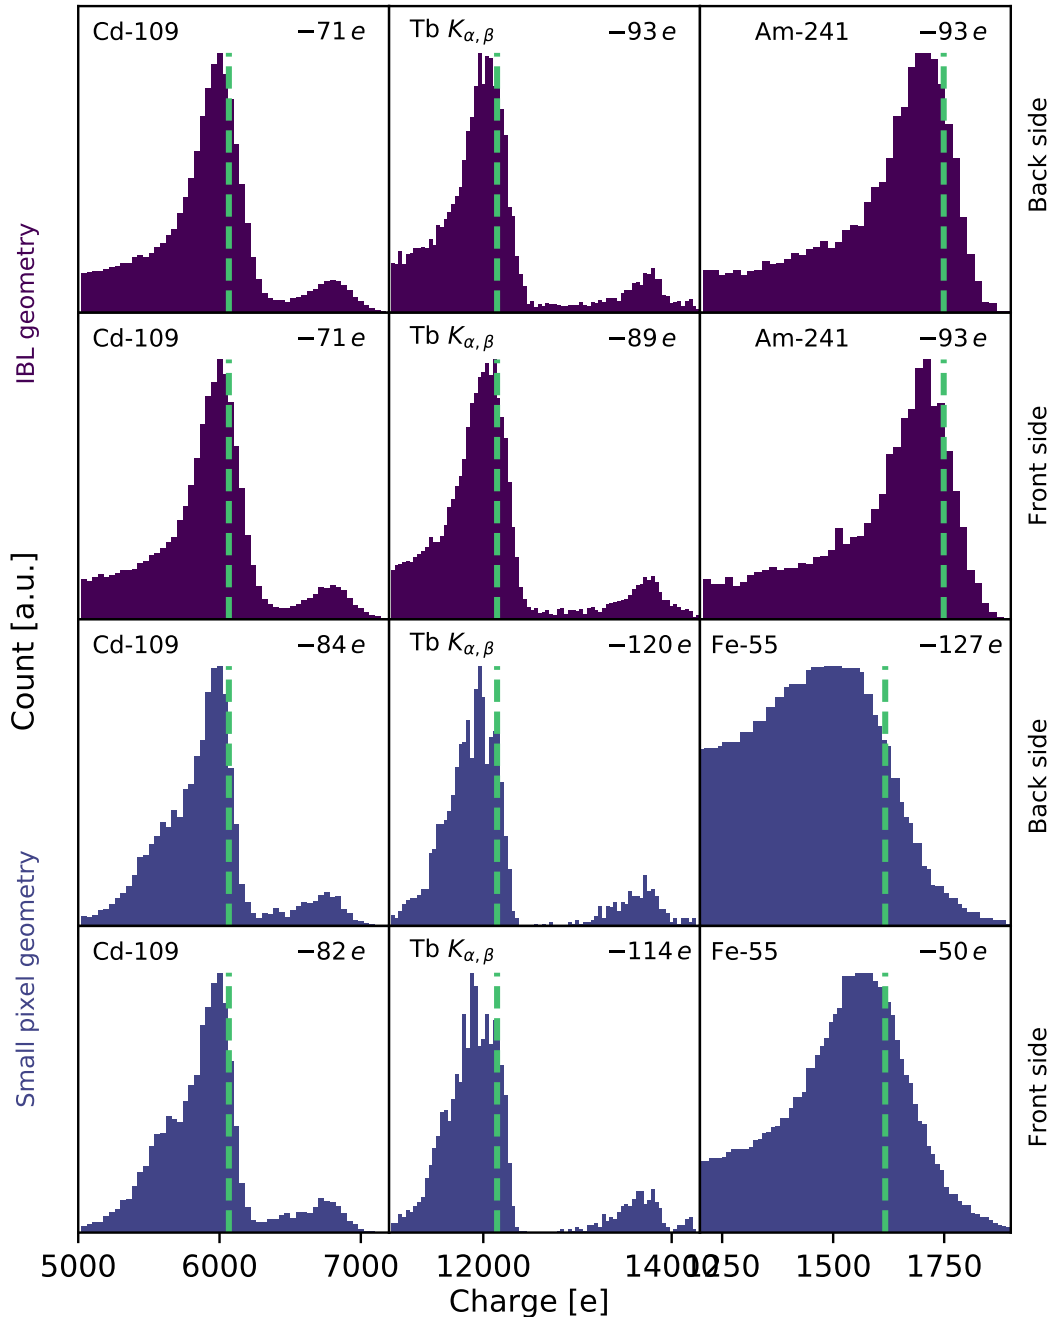 Cd-109 −71 e Tb Kα, β −93 e Am-241 −93 e
Back side
IBL geometry
Cd-109 −71 e Tb Kα, β −89 e Am-241 −93 e
Front side
Count [a.u.]
Cd-109 −84 e Tb Kα, β −120 e Fe-55 −127 e
Back side
Small pixel geometry
Cd-109 −82 e Tb Kα, β −114 e Fe-55 −50 e
Front side
5000 6000 7000 12000 14000 1250 1500 1750
Charge [e]